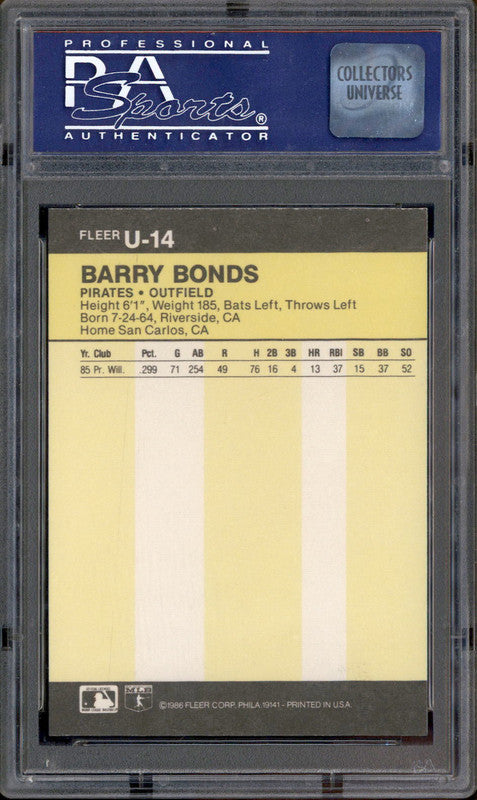 PROFESSIONAL
PSA
Sports®
AUTHENTICATOR
COLLECTORS
UNIVERSE
FLEER U-14
BARRY BONDS
PIRATES • OUTFIELD
Height 6'1", Weight 185, Bats Left, Throws Left
Born 7-24-64, Riverside, CA
Home San Carlos, CA
Yr. Club Pct. G AB R H 2B 3B HR RBI SB BB SO
85 Pr. Will. .299 71 254 49 76 16 4 13 37 15 37 52
MLB
©1986 FLEER CORP. PHILA. 19141 - PRINTED IN U.S.A.